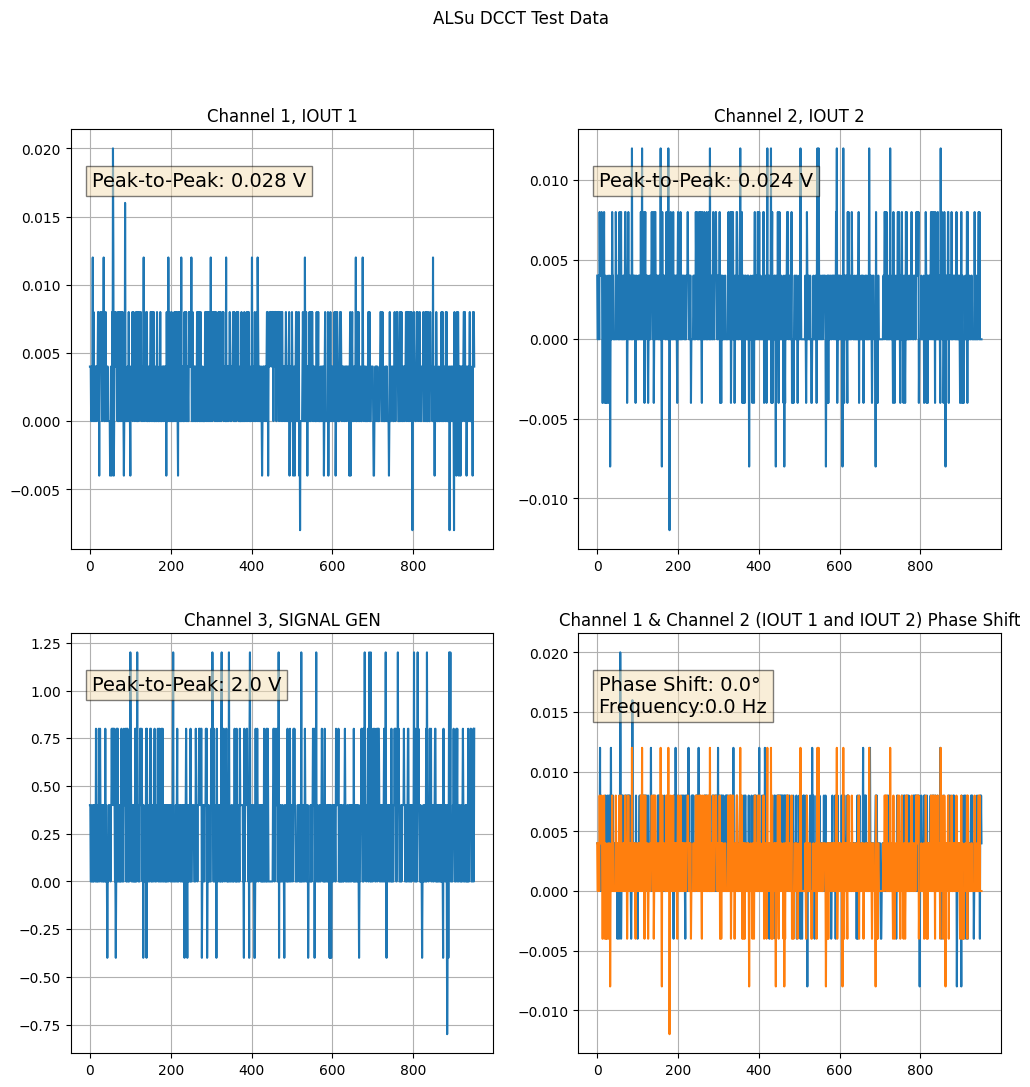 ALSu DCCT Test Data
Channel 1, IOUT 1
Peak-to-Peak: 0.028 V
0.020
0.015
0.010
0.005
0.000
−0.005
0 200 400 600 800
Channel 2, IOUT 2
Peak-to-Peak: 0.024 V
0.010
0.005
0.000
−0.005
−0.010
0 200 400 600 800
Channel 3, SIGNAL GEN
Peak-to-Peak: 2.0 V
1.25
1.00
0.75
0.50
0.25
0.00
−0.25
−0.50
−0.75
0 200 400 600 800
Channel 1 & Channel 2 (IOUT 1 and IOUT 2) Phase Shift
Phase Shift: 0.0°
Frequency:0.0 Hz
0.020
0.015
0.010
0.005
0.000
−0.005
−0.010
0 200 400 600 800